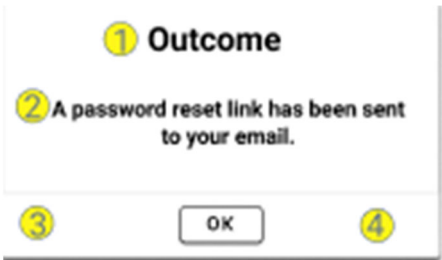 1 Outcome
2 A password reset link has been sent
to your email.
3 OK 4